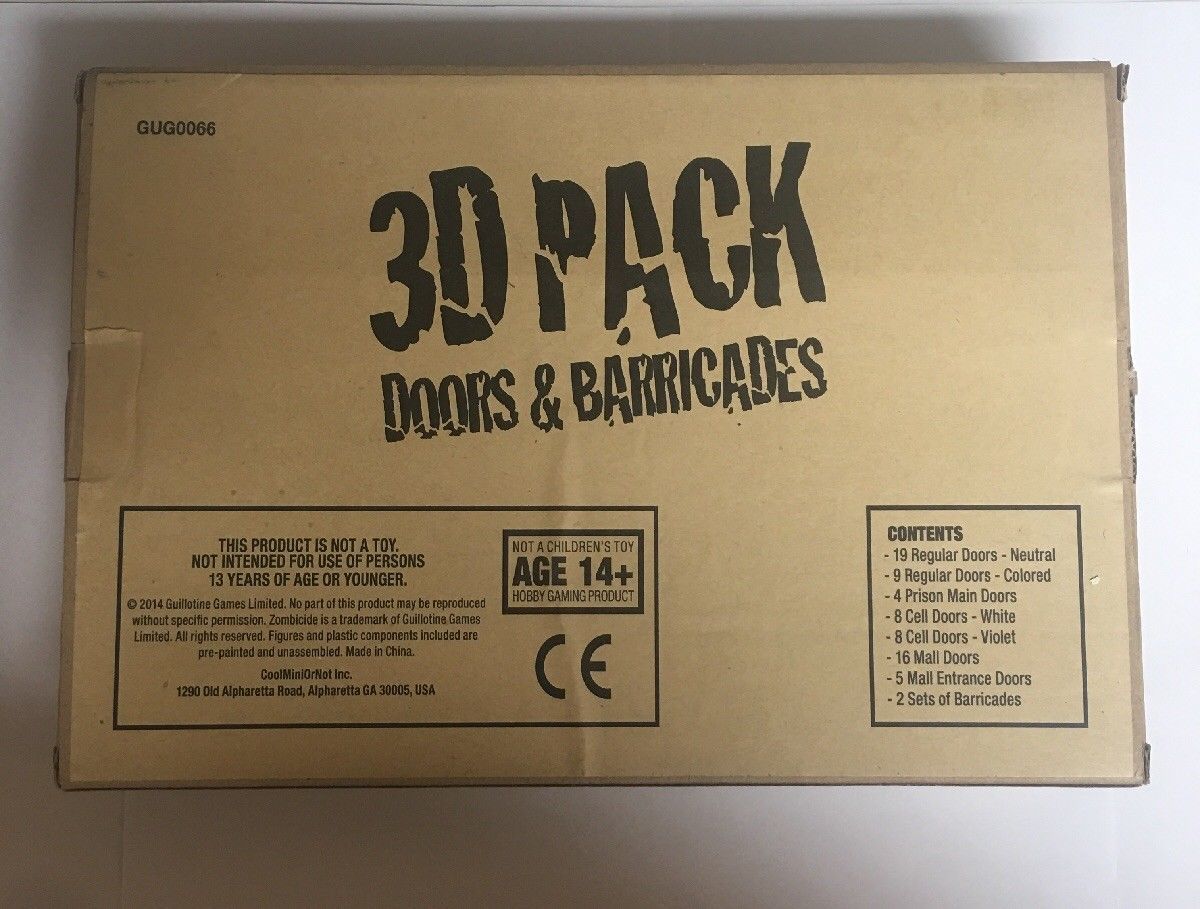 GUG0066
3D PACK
DOORS & BARRICADES
THIS PRODUCT IS NOT A TOY.
NOT INTENDED FOR USE OF PERSONS
13 YEARS OF AGE OR YOUNGER.
© 2014 Guillotine Games Limited. No part of this product may be reproduced
without specific permission. Zombicide is a trademark of Guillotine Games
Limited. All rights reserved. Figures and plastic components included are
pre-painted and unassembled. Made in China.
CoolMiniOrNot Inc.
1290 Old Alpharetta Road, Alpharetta GA 30005, USA
NOT A CHILDREN'S TOY
AGE 14+
HOBBY GAMING PRODUCT
CE
CONTENTS
- 19 Regular Doors - Neutral
- 9 Regular Doors - Colored
- 4 Prison Main Doors
- 8 Cell Doors - White
- 8 Cell Doors - Violet
- 16 Mall Doors
- 5 Mall Entrance Doors
- 2 Sets of Barricades